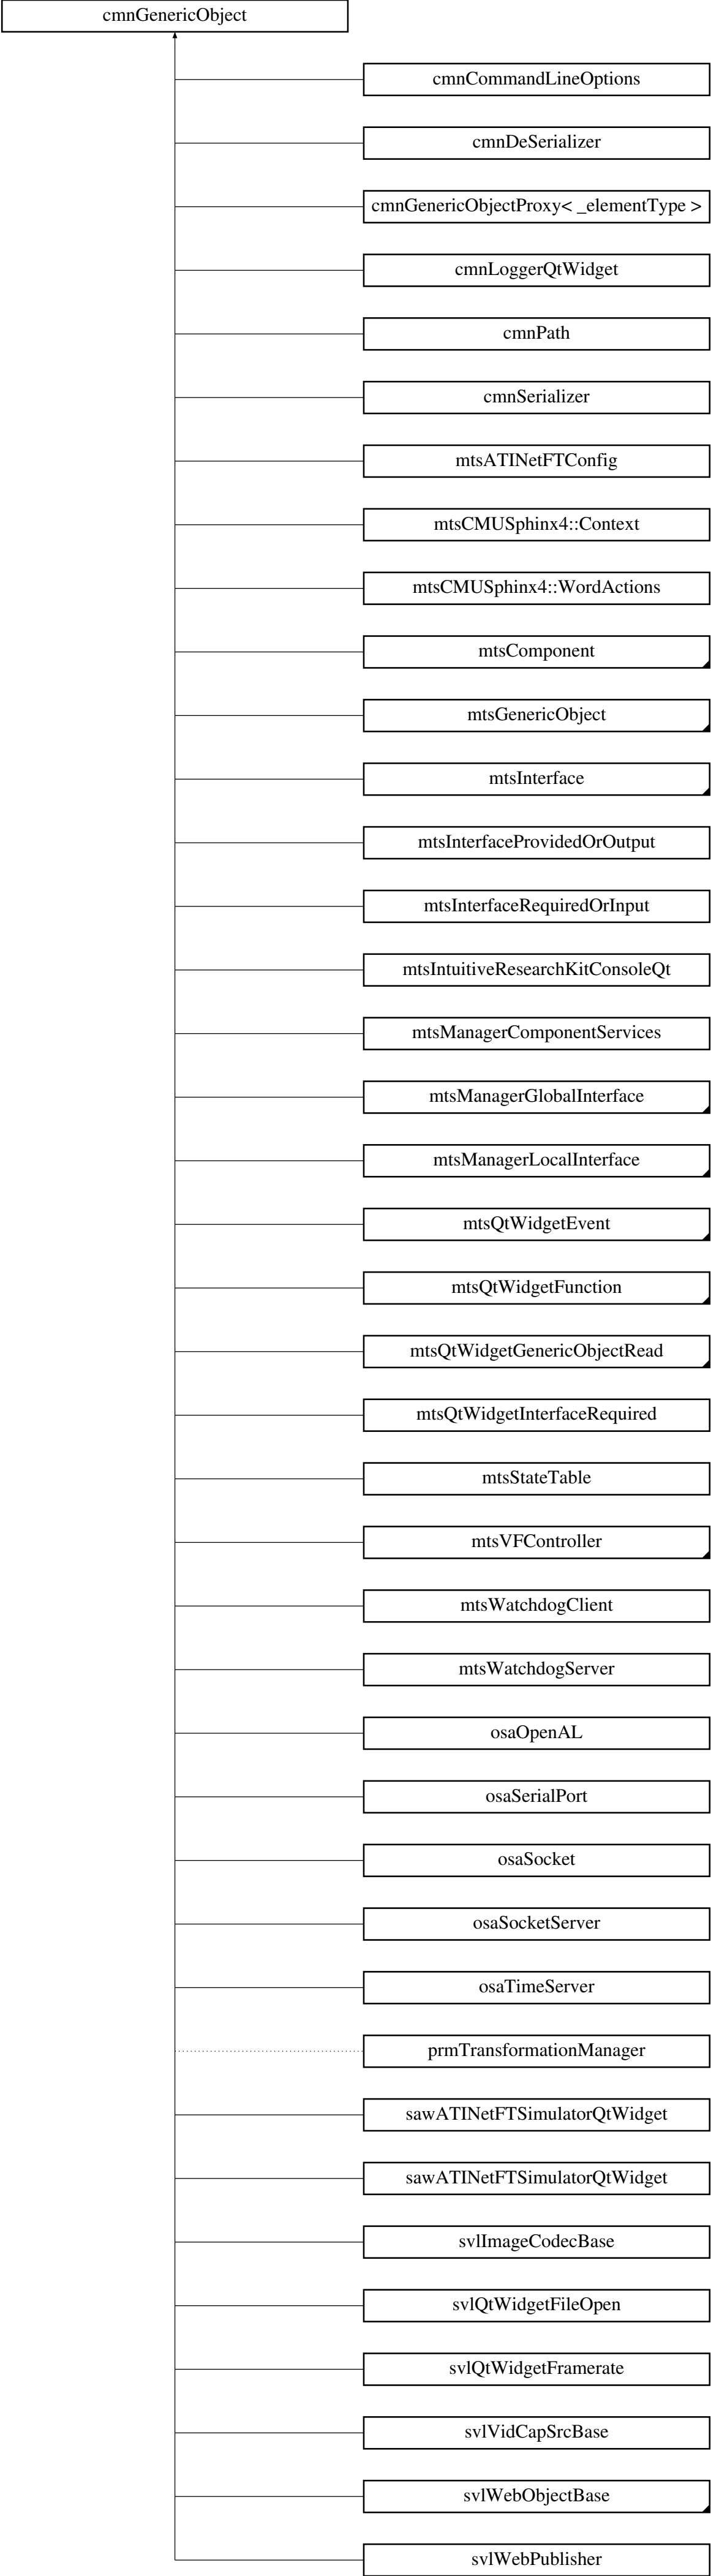 cmnGenericObject
cmnCommandLineOptions
cmnDeSerializer
cmnGenericObjectProxy< _elementType >
cmnLoggerQtWidget
cmnPath
cmnSerializer
mtsATINetFTConfig
mtsCMUSphinx4::Context
mtsCMUSphinx4::WordActions
mtsComponent
mtsGenericObject
mtsInterface
mtsInterfaceProvidedOrOutput
mtsInterfaceRequiredOrInput
mtsIntuitiveResearchKitConsoleQt
mtsManagerComponentServices
mtsManagerGlobalInterface
mtsManagerLocalInterface
mtsQtWidgetEvent
mtsQtWidgetFunction
mtsQtWidgetGenericObjectRead
mtsQtWidgetInterfaceRequired
mtsStateTable
mtsVFController
mtsWatchdogClient
mtsWatchdogServer
osaOpenAL
osaSerialPort
osaSocket
osaSocketServer
osaTimeServer
prmTransformationManager
sawATINetFTSimulatorQtWidget
sawATINetFTSimulatorQtWidget
svlImageCodecBase
svlQtWidgetFileOpen
svlQtWidgetFramerate
svlVidCapSrcBase
svlWebObjectBase
svlWebPublisher